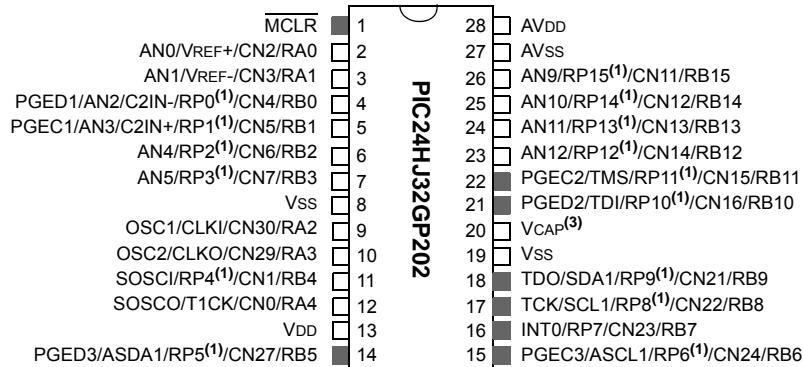 MCLR 1 28 AVDD
AN0/VREF+/CN2/RA0 2 27 AVSS
AN1/VREF-/CN3/RA1 3 26 AN9/RP15(1)/CN11/RB15
PGED1/AN2/C2IN-/RP0(1)/CN4/RB0 4 25 AN10/RP14(1)/CN12/RB14
PGEC1/AN3/C2IN+/RP1(1)/CN5/RB1 5 24 AN11/RP13(1)/CN13/RB13
AN4/RP2(1)/CN6/RB2 6 23 AN12/RP12(1)/CN14/RB12
AN5/RP3(1)/CN7/RB3 7 22 PGEC2/TMS/RP11(1)/CN15/RB11
VSS 8 21 PGED2/TDI/RP10(1)/CN16/RB10
OSC1/CLKI/CN30/RA2 9 20 VCAP(3)
OSC2/CLKO/CN29/RA3 10 19 VSS
SOSCI/RP4(1)/CN1/RB4 11 18 TDO/SDA1/RP9(1)/CN21/RB9
SOSCO/T1CK/CN0/RA4 12 17 TCK/SCL1/RP8(1)/CN22/RB8
VDD 13 16 INT0/RP7/CN23/RB7
PGED3/ASDA1/RP5(1)/CN27/RB5 14 15 PGEC3/ASCL1/RP6(1)/CN24/RB6
PIC24HJ32GP202